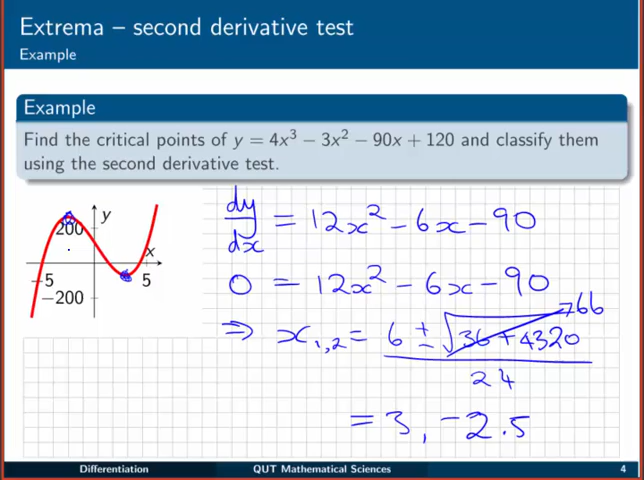 Extrema – second derivative test
Example
Example
Find the critical points of y = 4x³ − 3x² − 90x + 120 and classify them
using the second derivative test.
y
200
x
−5
5
−200
dy/dx = 12x² − 6x − 90
0 = 12x² − 6x − 90
66
⇒ x₁,₂ = 6 ± √36 + 4320
24
= 3, −2.5
Differentiation QUT Mathematical Sciences 4